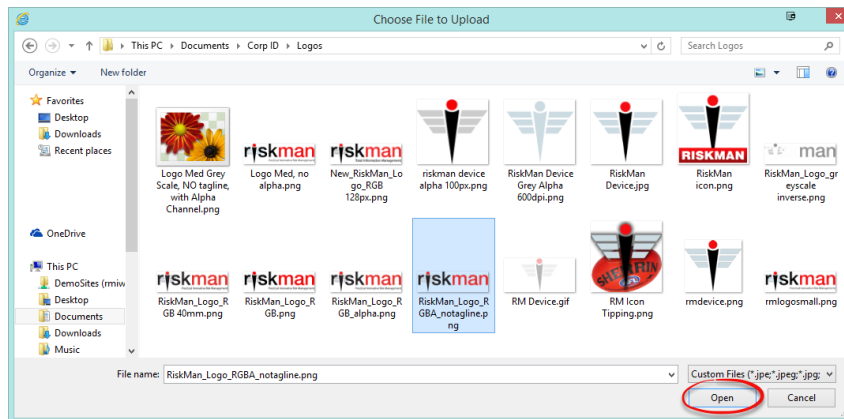 Choose File to Upload
This PC
Documents
Corp ID
Logos
Search Logos
Organize
New folder
Favorites
Desktop
Downloads
Recent places
OneDrive
This PC
DemoSites (rmiw
Desktop
Documents
Downloads
Music
Logo Med Grey
Scale, NO tagline,
with Alpha
Channel.png
riskman
Logo Med, no
alpha.png
riskman
New_RiskMan_Lo
go_RGB
128px.png
riskman device
alpha 100px.png
RiskMan Device
Grey Alpha
600dpi.png
RiskMan
Device.jpg
RISKMAN
RiskMan
icon.png
man
RiskMan_Logo_gr
eyscale
inverse.png
riskman
RiskMan_Logo_R
GB 40mm.png
riskman
RiskMan_Logo_R
GB.png
riskman
RiskMan_Logo_R
GB_alpha.png
riskman
RiskMan_Logo_R
GBA_notagline.p
ng
RM Device.gif
SHERRIN
RM Icon
Tipping.png
rmdevice.png
riskman
rmlogosmall.png
File name:
RiskMan_Logo_RGBA_notagline.png
Custom Files (*.jpe;*.jpeg;*.jpg;
Open
Cancel